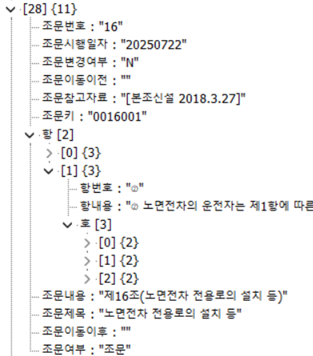 [28] {11}
조문번호 : "16"
조문시행일자 : "20250722"
조문변경여부 : "N"
조문이동이전 : ""
조문참고자료 : "[본조신설 2018.3.27]"
조문키 : "0016001"
항 [2]
[0] {3}
[1] {3}
항번호 : "②"
항내용 : "② 노면전차의 운전자는 제1항에 따른
호 [3]
[0] {2}
[1] {2}
[2] {2}
조문내용 : "제16조(노면전차 전용로의 설치 등)"
조문제목 : "노면전차 전용로의 설치 등"
조문이동이후 : ""
조문여부 : "조문"